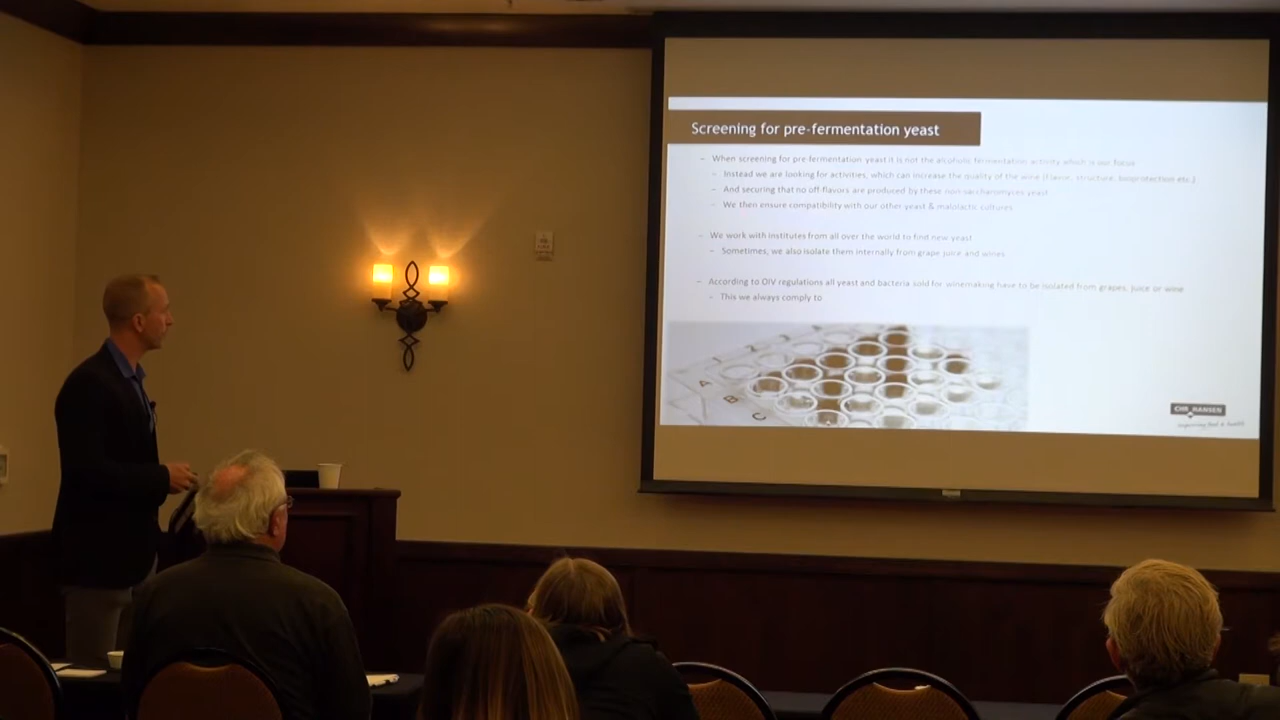 Screening for pre-fermentation yeast
– When screening for pre-fermentation yeast it is not the alcoholic fermentation activity which is our focus
– Instead we are looking for activities, which can increase the quality of the wine (flavor, structure, bioprotection etc.)
– And securing that no off-flavors are produced by these non-saccharomyces yeast
– We then ensure compatibility with our other yeast & malolactic cultures
– We work with institutes from all over the world to find new yeast
– Sometimes, we also isolate them internally from grape juice and wines
– According to OIV regulations all yeast and bacteria sold for winemaking have to be isolated from grapes, juice or wine
– This we always comply to
1 2 3
A
B
C
CHR HANSEN
Improving food & health